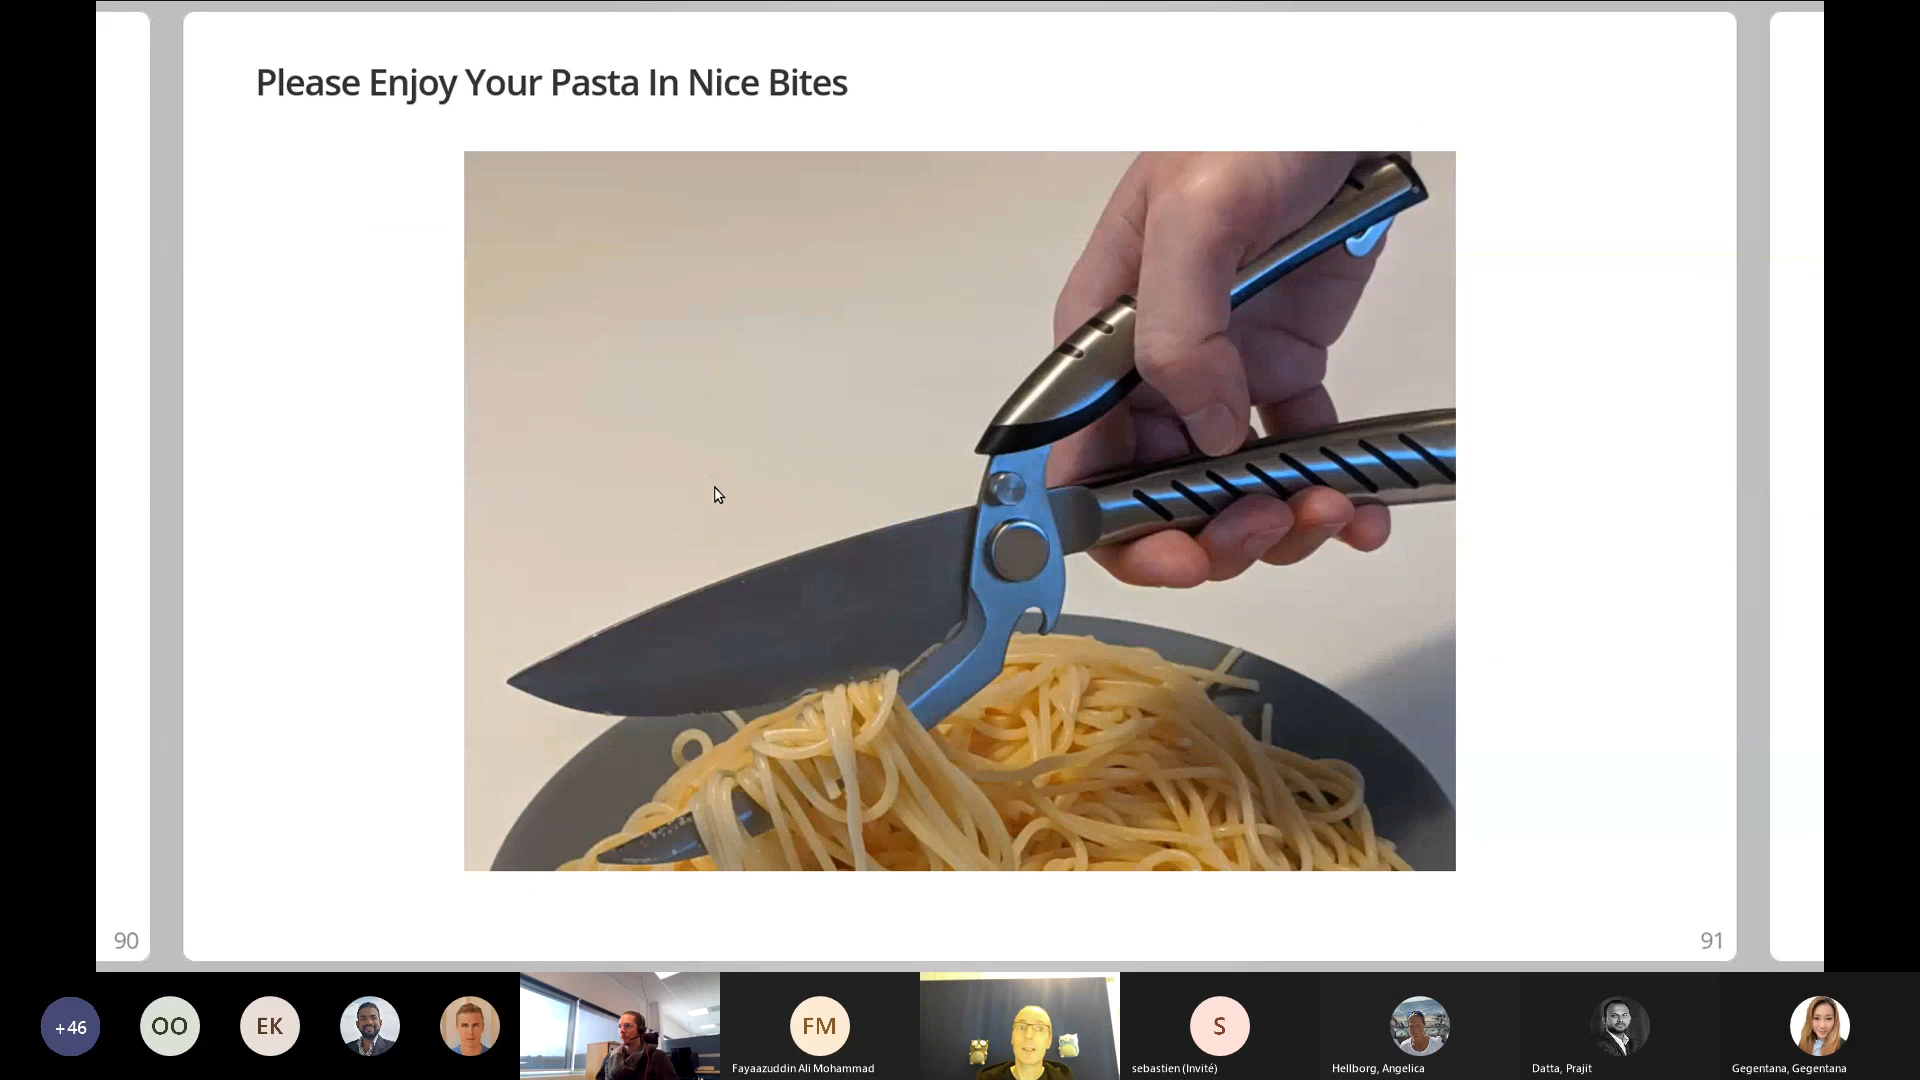 Please Enjoy Your Pasta In Nice Bites
90
91
+46
OO
EK
FM
S
Fayaazuddin Ali Mohammad
sebastien (Invité)
Hellborg, Angelica
Datta, Prajit
Gegentana, Gegentana